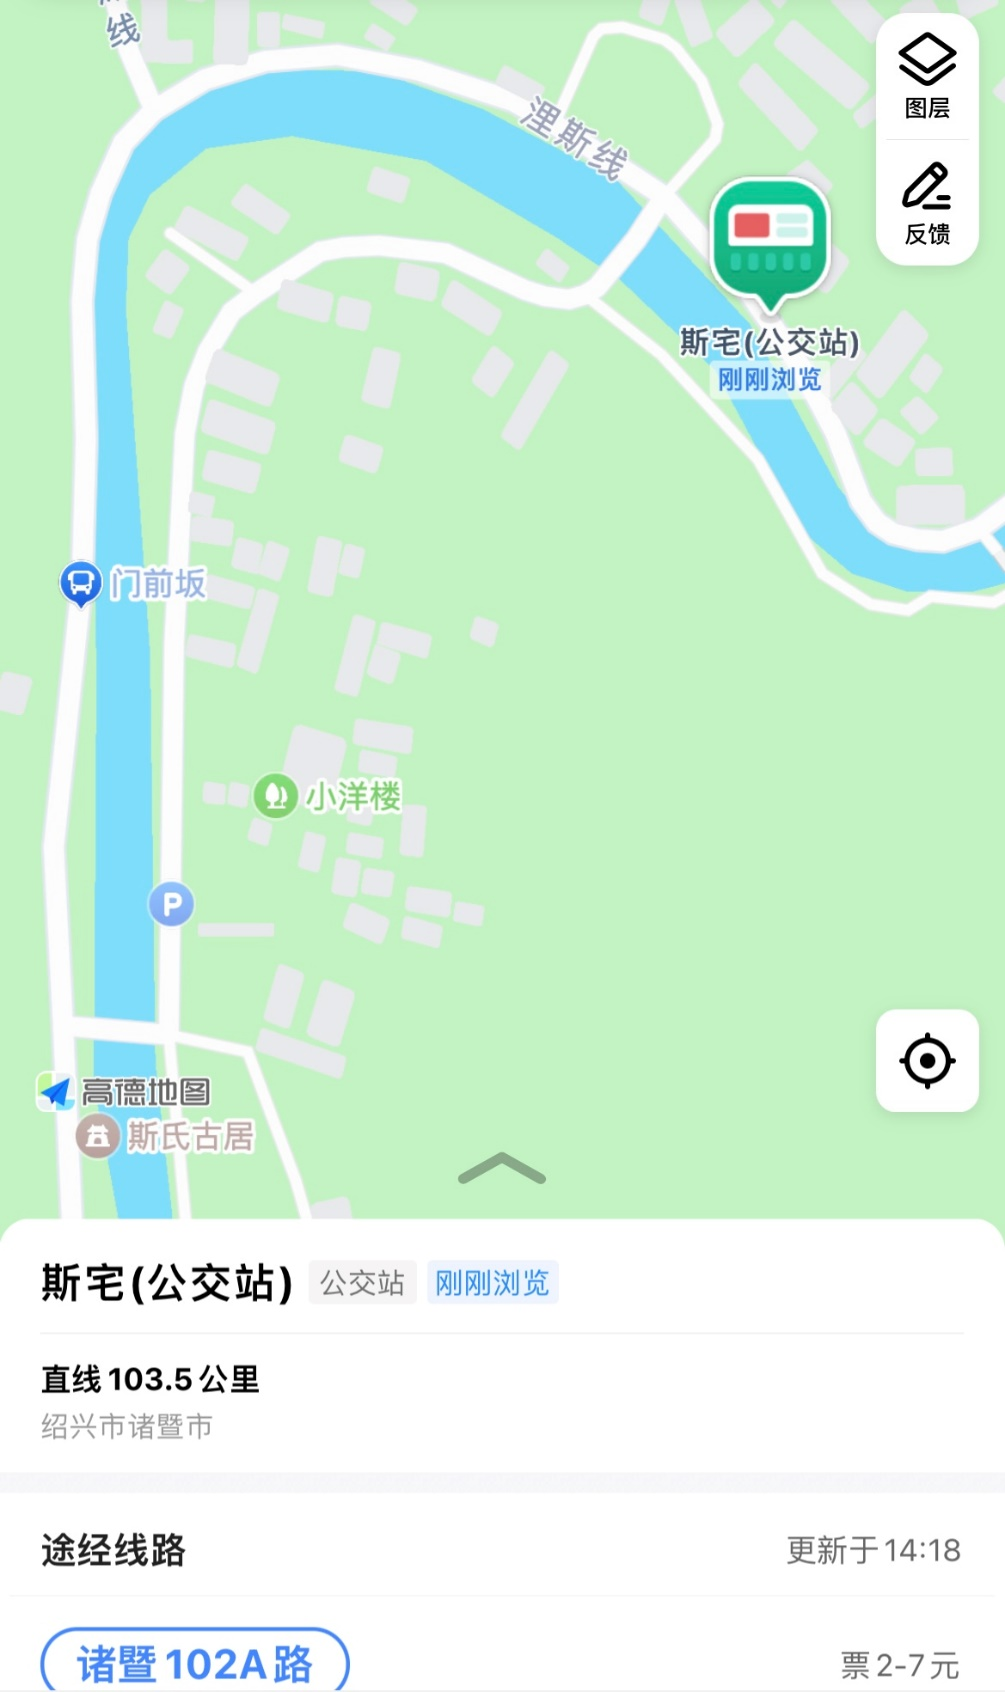 线
图层
浬斯线
反馈
斯宅(公交站)
刚刚浏览
门前坂
小洋楼
P
高德地图
斯氏古居
斯宅(公交站) 公交站 刚刚浏览
直线103.5公里
绍兴市诸暨市
途经线路 更新于14:18
诸暨102A路 票2-7元